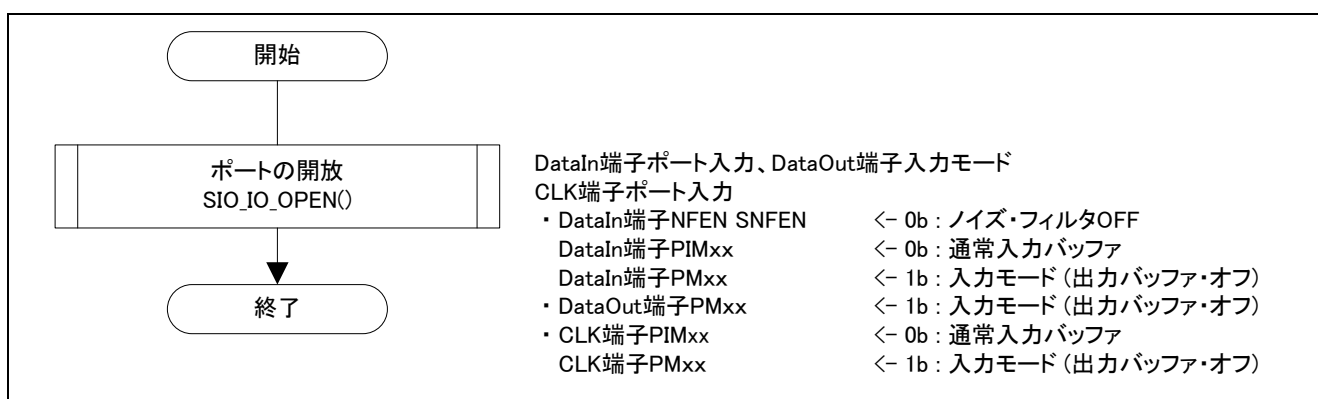 開始
ポートの開放
SIO_IO_OPEN()
終了
DataIn端子ポート入力、DataOut端子入力モード
CLK端子ポート入力
・DataIn端子NFEN SNFEN <- 0b : ノイズ・フィルタOFF
DataIn端子PIMxx <- 0b : 通常入力バッファ
DataIn端子PMxx <- 1b : 入力モード (出力バッファ・オフ)
・DataOut端子PMxx <- 1b : 入力モード (出力バッファ・オフ)
・CLK端子PIMxx <- 0b : 通常入力バッファ
CLK端子PMxx <- 1b : 入力モード (出力バッファ・オフ)